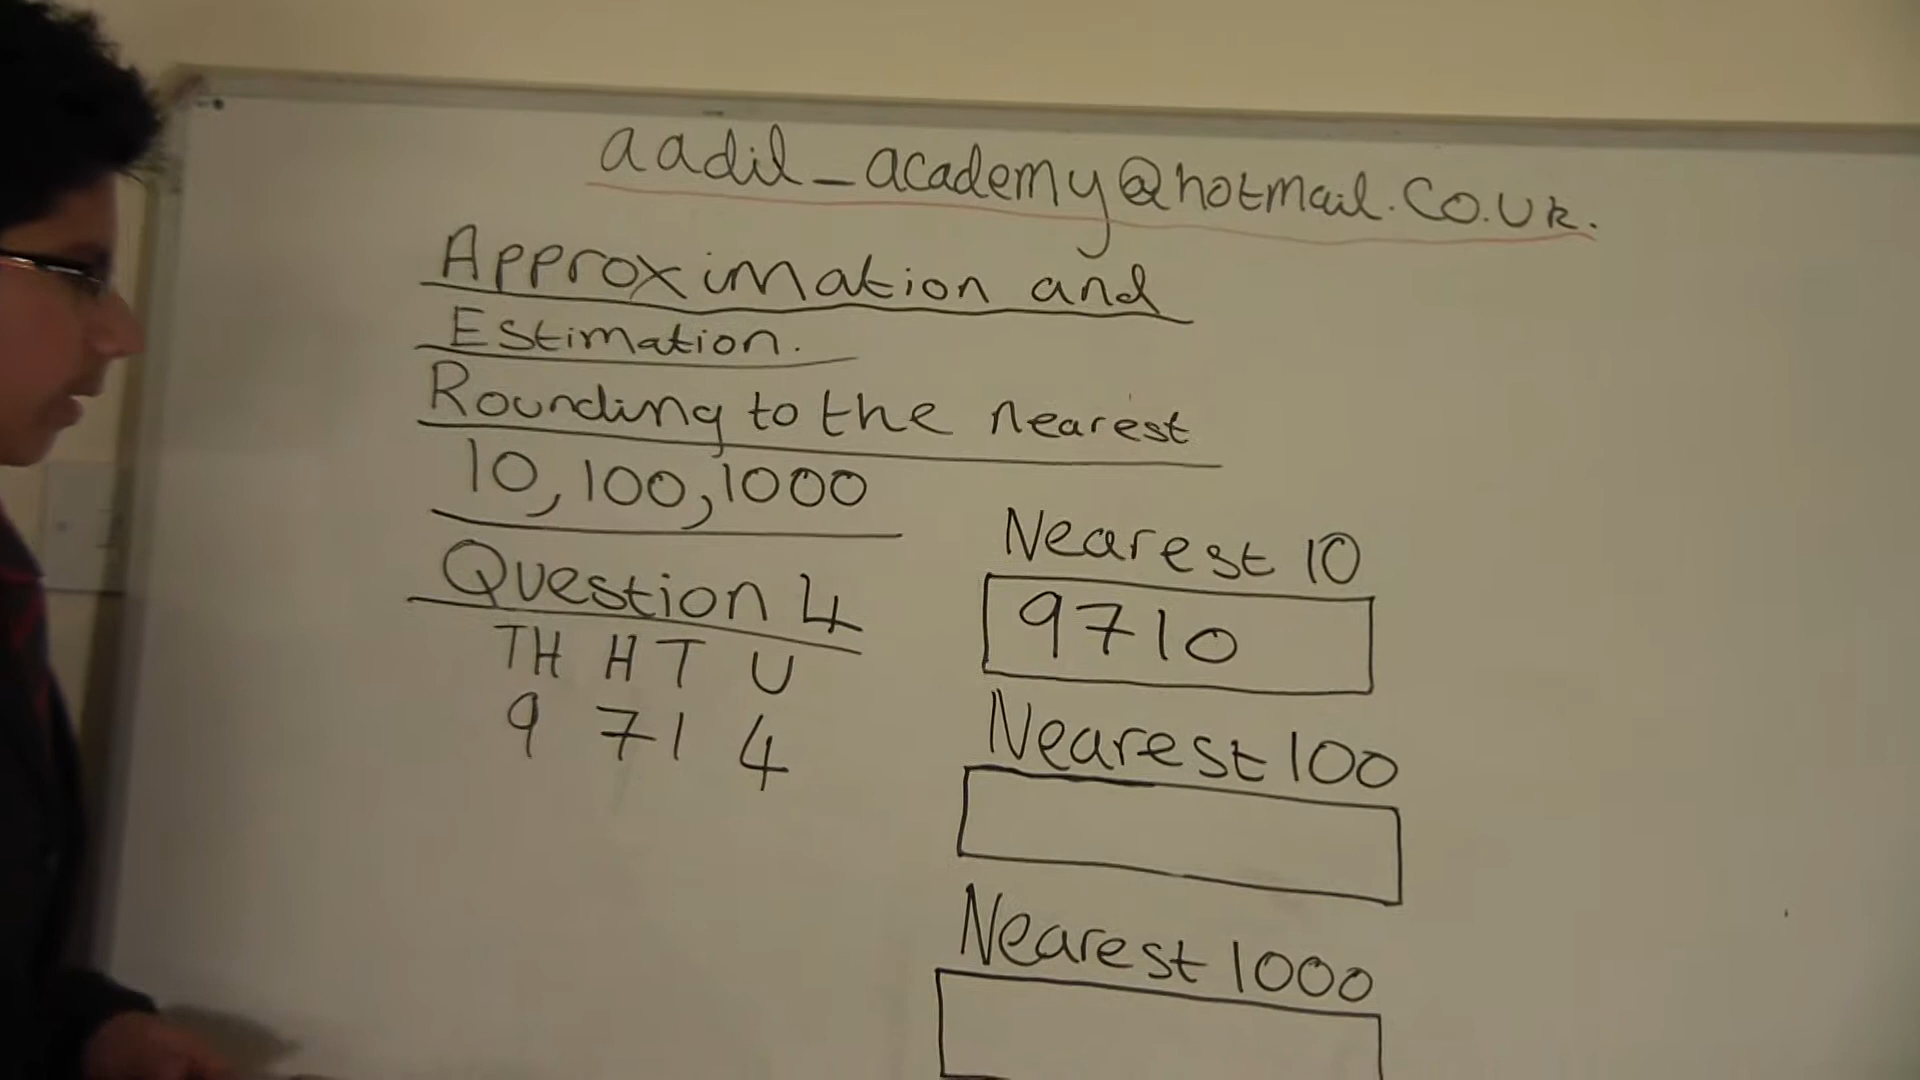 aadil_academy@hotmail.co.uk.
Approximation and
Estimation.
Rounding to the nearest
10, 100, 1000
Question 4
TH H T U
9 7 1 4
Nearest 10
9710
Nearest 100
Nearest 1000